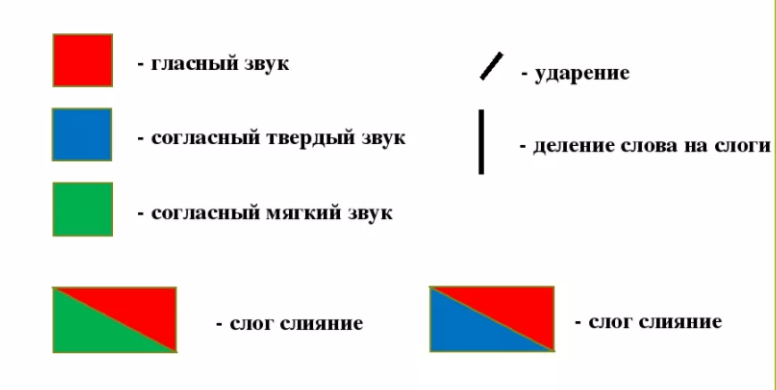 - гласный звук
- ударение
- согласный твердый звук
- деление слова на слоги
- согласный мягкий звук
- слог слияние
- слог слияние